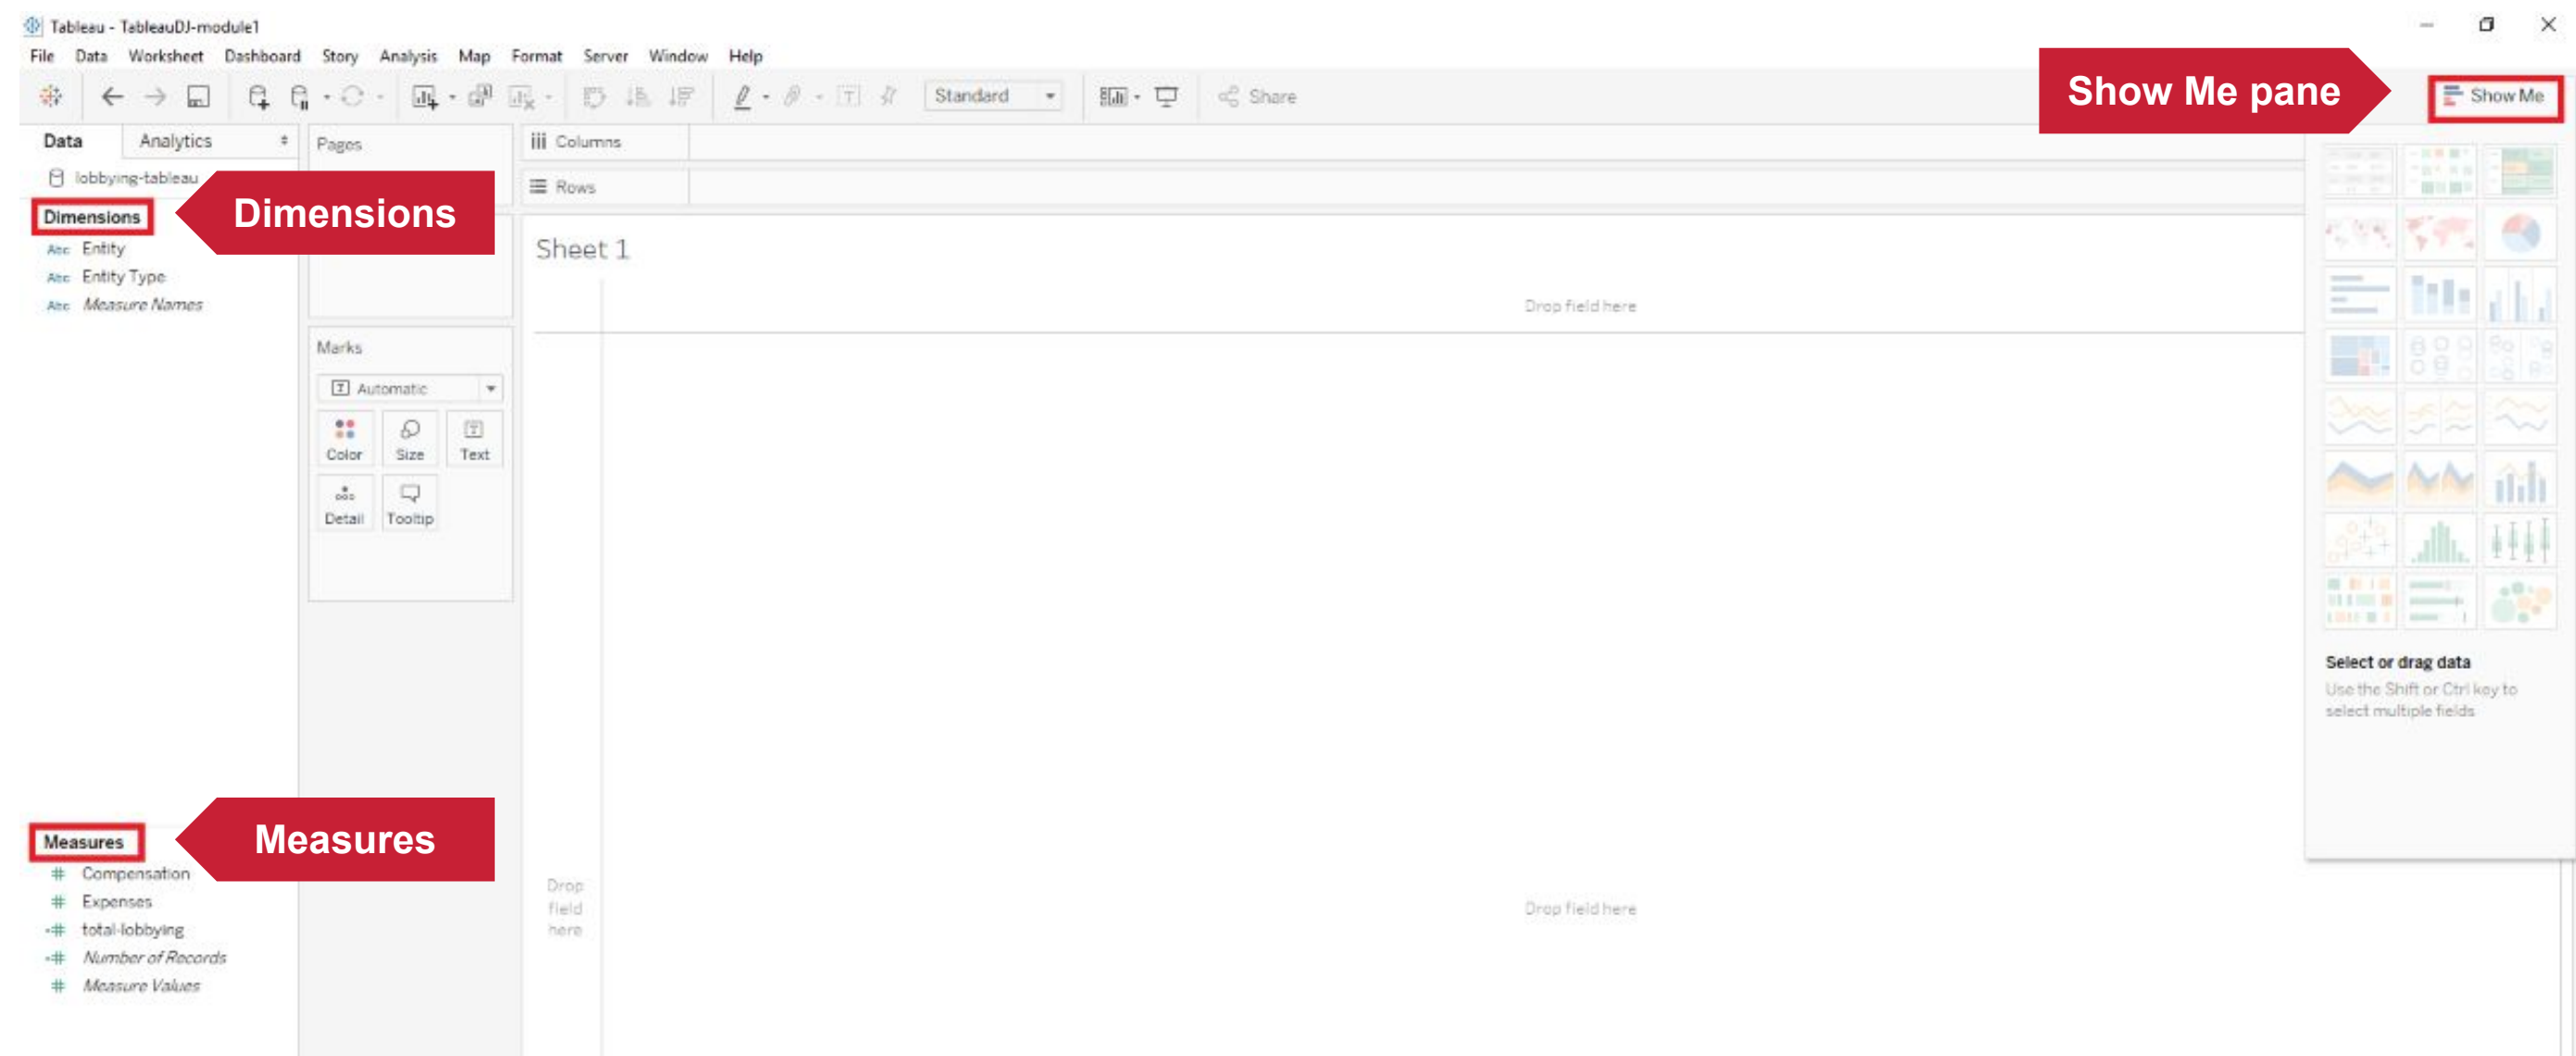 Tableau - TableauDJ-module1
File Data Worksheet Dashboard Story Analysis Map Format Server Window Help
Standard
Share
Show Me pane
Show Me
Data Analytics
Pages
Columns
lobbying-tableau
Rows
Dimensions
Dimensions
Abc Entity
Abc Entity Type
Abc Measure Names
Sheet 1
Drop field here
Marks
Automatic
Color Size Text
Detail Tooltip
Select or drag data
Use the Shift or Ctrl key to
select multiple fields
Measures
Measures
# Compensation
# Expenses
=# total-lobbying
=# Number of Records
# Measure Values
Drop
field
here
Drop field here